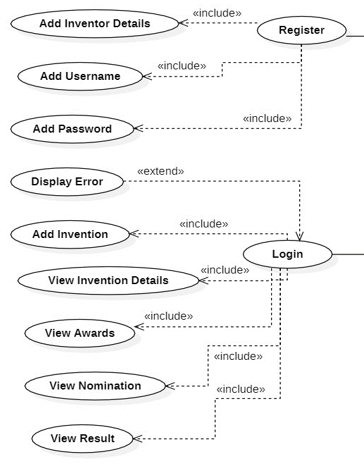 Add Inventor Details
«include»
Register
Add Username
«include»
Add Password
«include»
Display Error
«extend»
Add Invention
«include»
Login
View Invention Details
«include»
View Awards
«include»
View Nomination
«include»
«include»
View Result